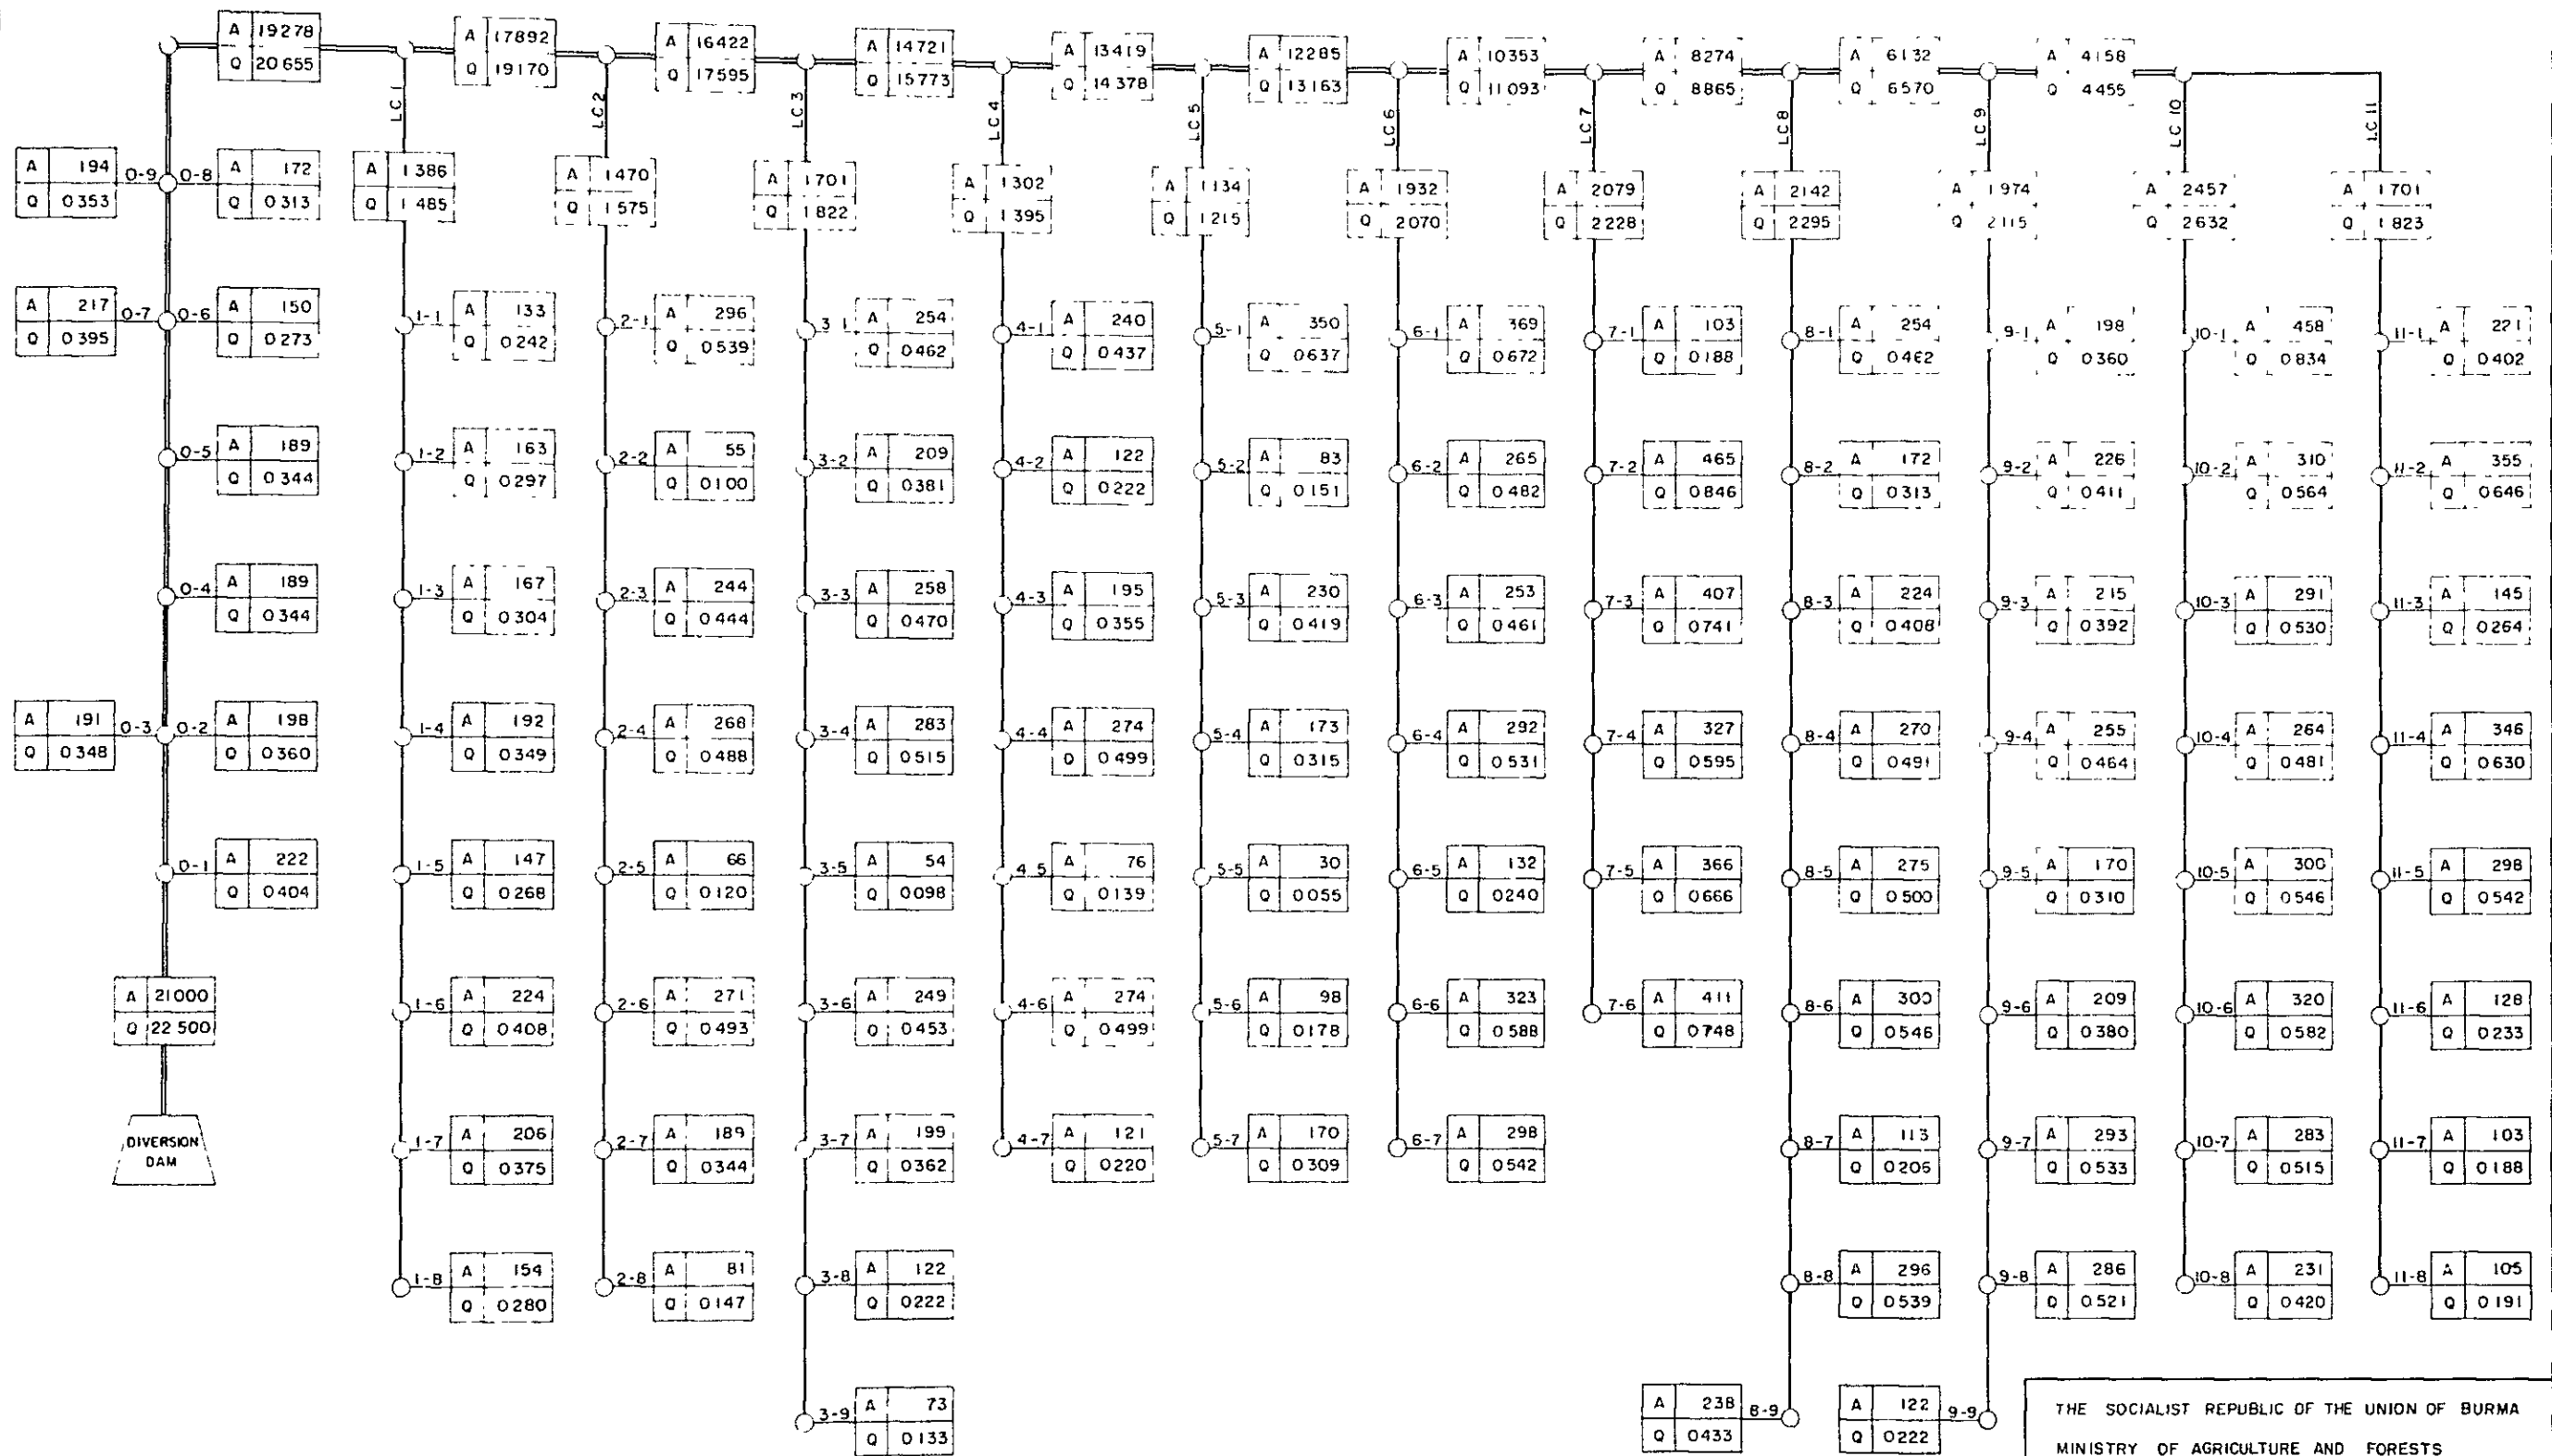 A 19278 A 17892 A 16422 A 14721 A 13419 A 12285 A 10353 A 8274 A 6132 A 4158
Q 20655 Q 19170 Q 17595 Q 15773 Q 14378 Q 13163 Q 11093 Q 8865 Q 6570 Q 4455
LC1 LC2 LC3 LC4 LC5 LC6 LC7 LC8 LC9 LC10 LC11
A 194 0-9 0-8 A 172 A 1386 A 1470 A 1701 A 1302 A 1134 A 1932 A 2079 A 2142 A 1974 A 2457 A 1701
Q 0353 Q 0313 Q 1485 Q 1575 Q 1822 Q 1395 Q 1215 Q 2070 Q 2228 Q 2295 Q 2115 Q 2632 Q 1823
A 217 0-7 0-6 A 150 1-1 A 133 2-1 A 296 3-1 A 254 4-1 A 240 5-1 A 350 6-1 A 369 7-1 A 103 8-1 A 254 9-1 A 198 10-1 A 458 11-1 A 221
Q 0395 Q 0273 Q 0242 Q 0539 Q 0462 Q 0437 Q 0637 Q 0672 Q 0188 Q 0462 Q 0360 Q 0834 Q 0402
0-5 A 189 1-2 A 163 2-2 A 55 3-2 A 209 4-2 A 122 5-2 A 83 6-2 A 265 7-2 A 465 8-2 A 172 9-2 A 226 10-2 A 310 11-2 A 355
Q 0344 Q 0297 Q 0100 Q 0381 Q 0222 Q 0151 Q 0482 Q 0846 Q 0313 Q 0411 Q 0564 Q 0646
0-4 A 189 1-3 A 167 2-3 A 244 3-3 A 258 4-3 A 195 5-3 A 230 6-3 A 253 7-3 A 407 8-3 A 224 9-3 A 215 10-3 A 291 11-3 A 145
Q 0344 Q 0304 Q 0444 Q 0470 Q 0355 Q 0419 Q 0461 Q 0741 Q 0408 Q 0392 Q 0530 Q 0264
A 191 0-3 0-2 A 198 1-4 A 192 2-4 A 268 3-4 A 283 4-4 A 274 5-4 A 173 6-4 A 292 7-4 A 327 8-4 A 270 9-4 A 255 10-4 A 264 11-4 A 346
Q 0348 Q 0360 Q 0349 Q 0488 Q 0515 Q 0499 Q 0315 Q 0531 Q 0595 Q 0491 Q 0464 Q 0481 Q 0630
0-1 A 222 1-5 A 147 2-5 A 66 3-5 A 54 4-5 A 76 5-5 A 30 6-5 A 132 7-5 A 366 8-5 A 275 9-5 A 170 10-5 A 300 11-5 A 298
Q 0404 Q 0268 Q 0120 Q 0098 Q 0139 Q 0055 Q 0240 Q 0666 Q 0500 Q 0310 Q 0546 Q 0542
A 21000 1-6 A 224 2-6 A 271 3-6 A 249 4-6 A 274 5-6 A 98 6-6 A 323 7-6 A 411 8-6 A 300 9-6 A 209 10-6 A 320 11-6 A 128
Q 22500 Q 0408 Q 0493 Q 0453 Q 0499 Q 0178 Q 0588 Q 0748 Q 0546 Q 0380 Q 0582 Q 0233
DIVERSION 1-7 A 206 2-7 A 189 3-7 A 199 4-7 A 121 5-7 A 170 6-7 A 298 8-7 A 113 9-7 A 293 10-7 A 283 11-7 A 103
DAM Q 0375 Q 0344 Q 0362 Q 0220 Q 0309 Q 0542 Q 0206 Q 0533 Q 0515 Q 0188
1-8 A 154 2-8 A 81 3-8 A 122 8-8 A 296 9-8 A 286 10-8 A 231 11-8 A 105
Q 0280 Q 0147 Q 0222 Q 0539 Q 0521 Q 0420 Q 0191
3-9 A 73 A 238 8-9 A 122 9-9
Q 0133 Q 0433 Q 0222
THE SOCIALIST REPUBLIC OF THE UNION OF BURMA
MINISTRY OF AGRICULTURE AND FORESTS